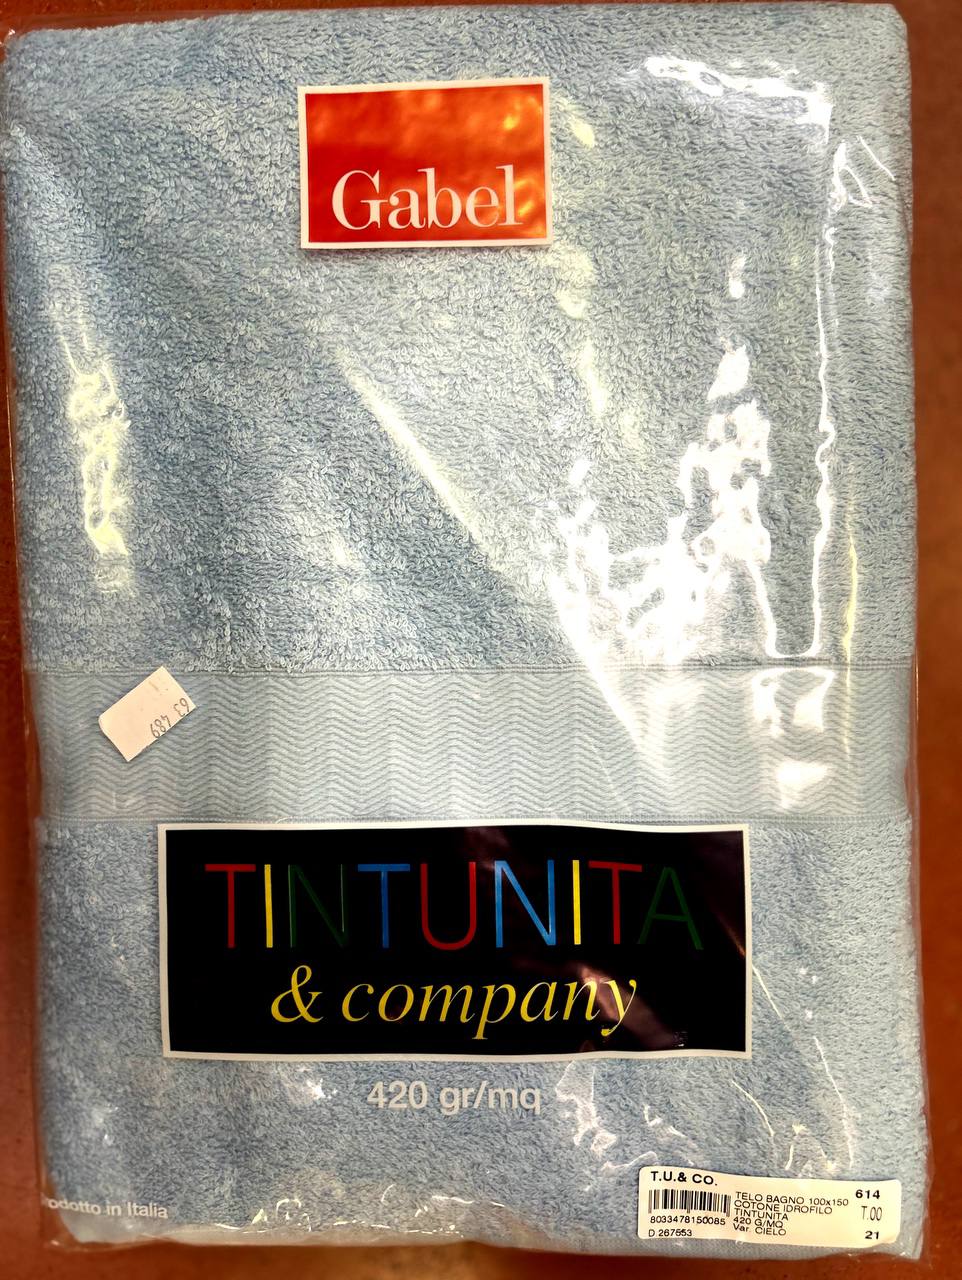 Gabel
63 489
TINTUNITA
& company
420 gr/mq
odotto in Italia
T.U.& CO.
614
TELO BAGNO 100x150
COTONE IDROFILO
T.00
TINTUNITA
8033478150085
420 G/MQ
D 267553
Var. CIELO
21